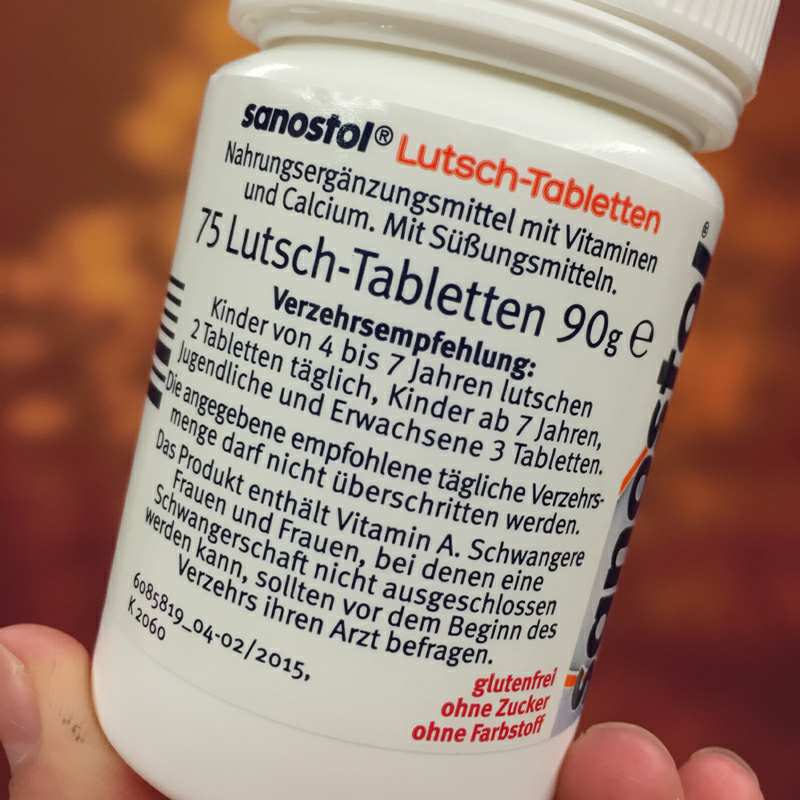 sanostol® Lutsch-Tabletten
Nahrungsergänzungsmittel mit Vitaminen
und Calcium. Mit Süßungsmitteln.
75 Lutsch-Tabletten 90g e
Verzehrsempfehlung:
Kinder von 4 bis 7 Jahren lutschen
2 Tabletten täglich, Kinder ab 7 Jahren,
Jugendliche und Erwachsene 3 Tabletten.
Die angegebene empfohlene tägliche Verzehrs-
menge darf nicht überschritten werden.
Das Produkt enthält Vitamin A. Schwangere
Frauen und Frauen, bei denen eine
Schwangerschaft nicht ausgeschlossen
werden kann, sollten vor dem Beginn des
Verzehrs ihren Arzt befragen.
6085819_04-02/2015,
K 2060
glutenfrei
ohne Zucker
ohne Farbstoff
sanostol®